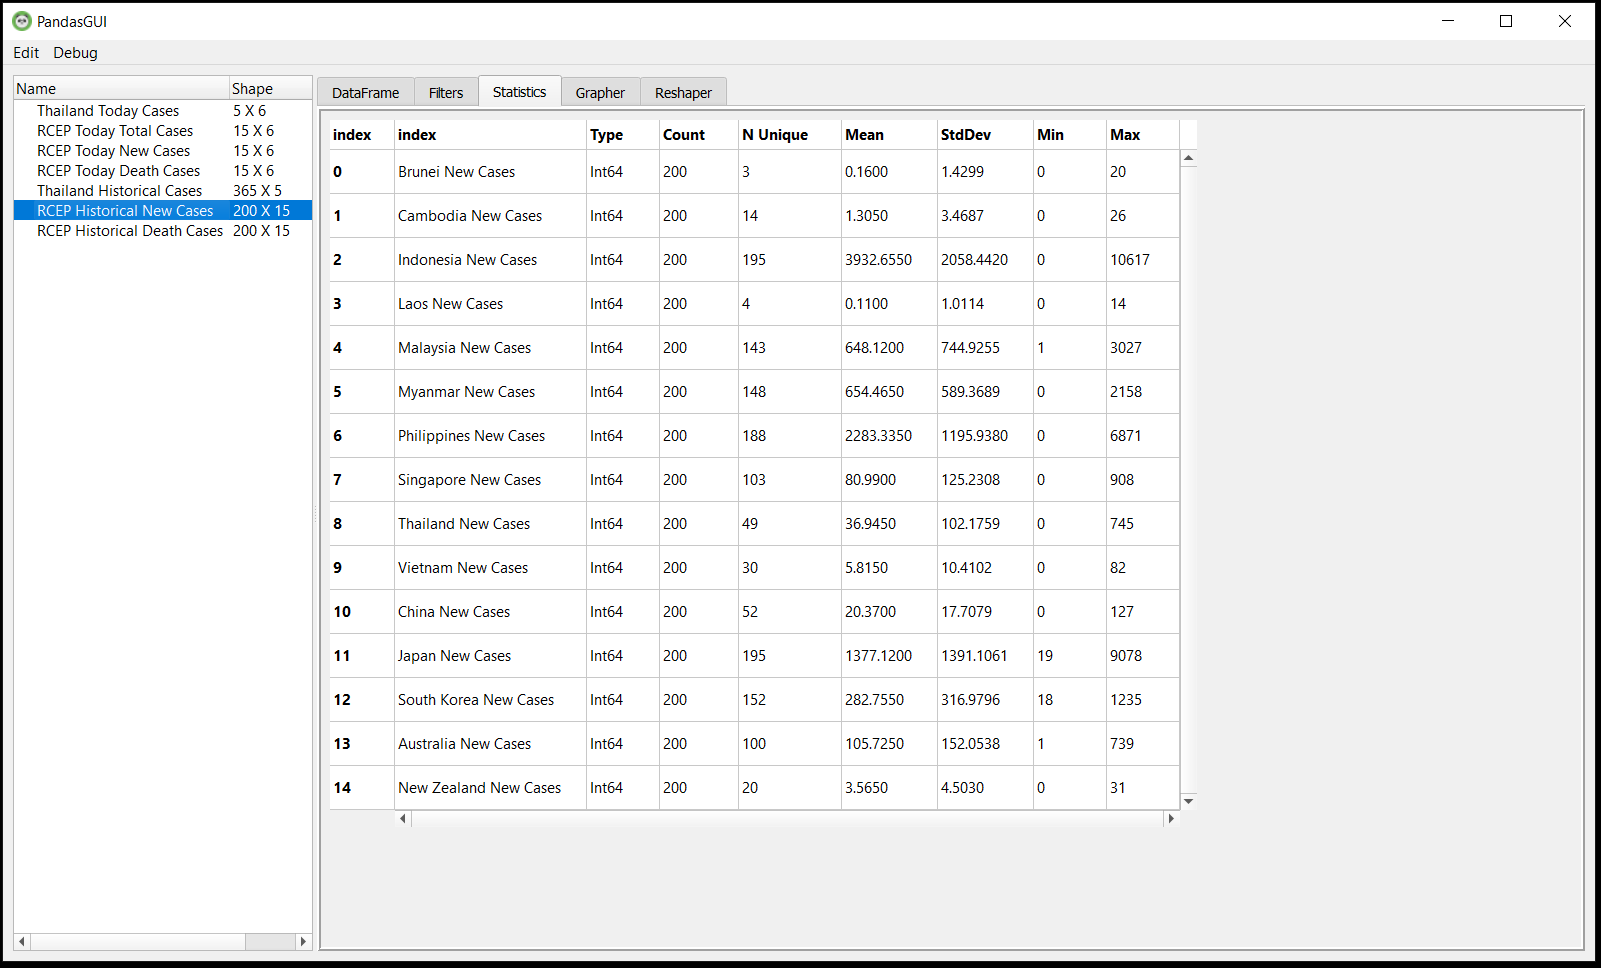 PandasGUI
Edit Debug
Name Shape
Thailand Today Cases 5 X 6
RCEP Today Total Cases 15 X 6
RCEP Today New Cases 15 X 6
RCEP Today Death Cases 15 X 6
Thailand Historical Cases 365 X 5
RCEP Historical New Cases 200 X 15
RCEP Historical Death Cases 200 X 15
DataFrame Filters Statistics Grapher Reshaper
index index Type Count N Unique Mean StdDev Min Max
0 Brunei New Cases Int64 200 3 0.1600 1.4299 0 20
1 Cambodia New Cases Int64 200 14 1.3050 3.4687 0 26
2 Indonesia New Cases Int64 200 195 3932.6550 2058.4420 0 10617
3 Laos New Cases Int64 200 4 0.1100 1.0114 0 14
4 Malaysia New Cases Int64 200 143 648.1200 744.9255 1 3027
5 Myanmar New Cases Int64 200 148 654.4650 589.3689 0 2158
6 Philippines New Cases Int64 200 188 2283.3350 1195.9380 0 6871
7 Singapore New Cases Int64 200 103 80.9900 125.2308 0 908
8 Thailand New Cases Int64 200 49 36.9450 102.1759 0 745
9 Vietnam New Cases Int64 200 30 5.8150 10.4102 0 82
10 China New Cases Int64 200 52 20.3700 17.7079 0 127
11 Japan New Cases Int64 200 195 1377.1200 1391.1061 19 9078
12 South Korea New Cases Int64 200 152 282.7550 316.9796 18 1235
13 Australia New Cases Int64 200 100 105.7250 152.0538 1 739
14 New Zealand New Cases Int64 200 20 3.5650 4.5030 0 31